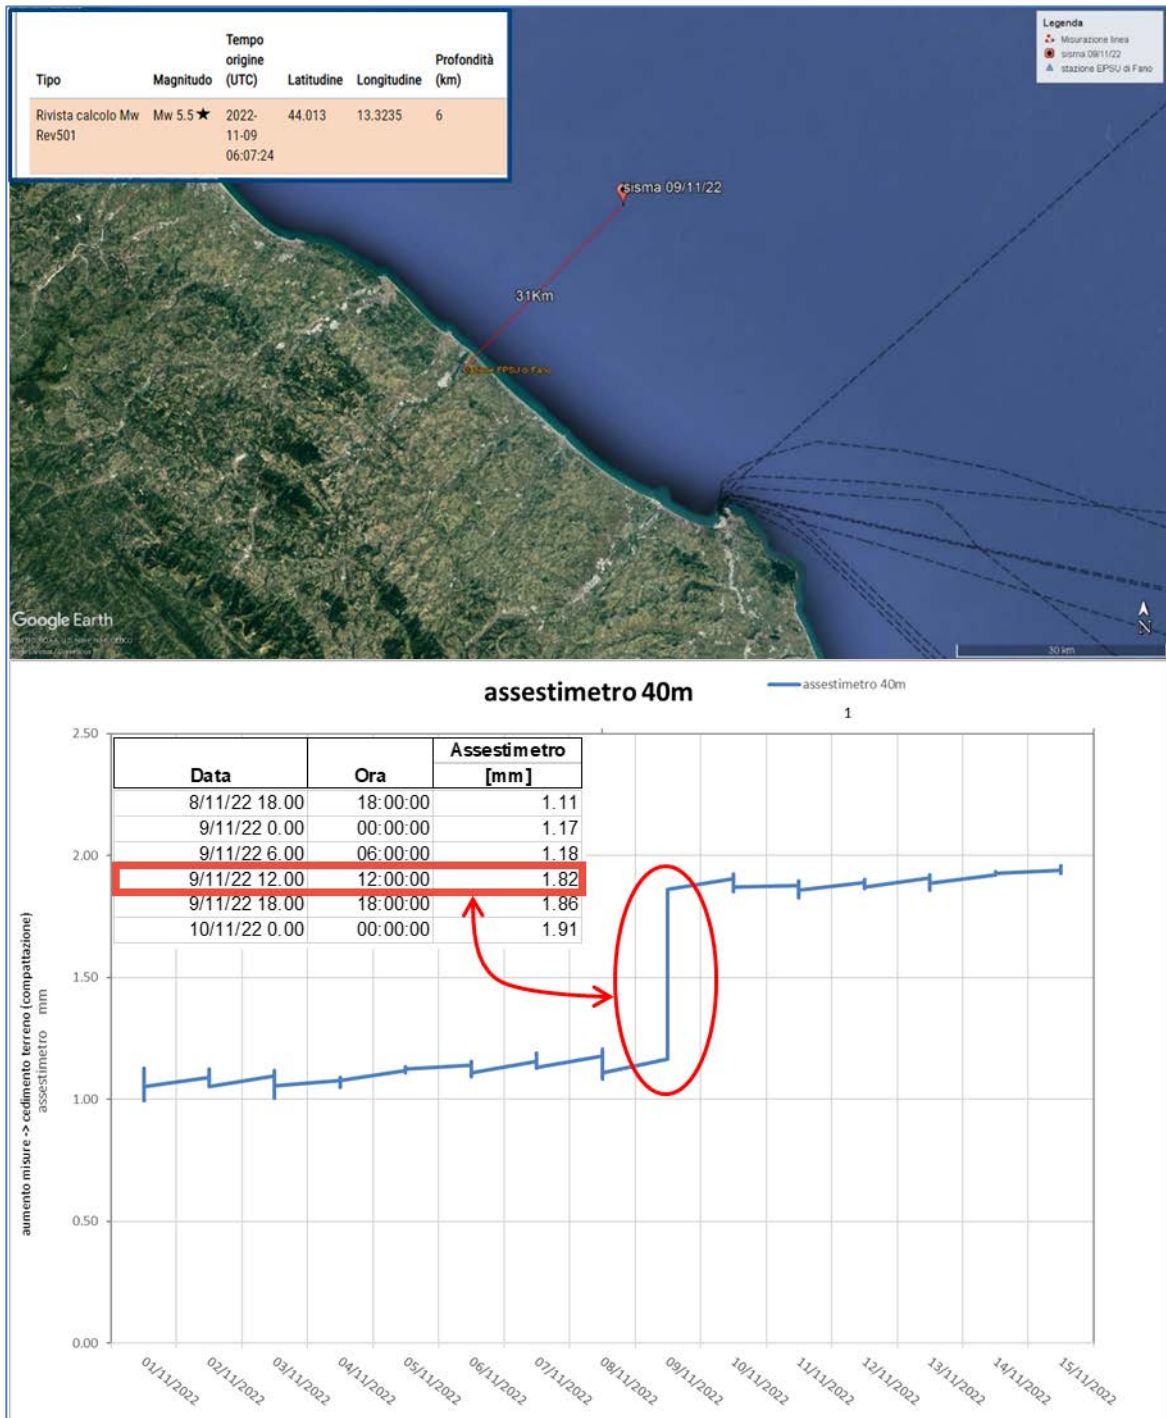 Tipo Magnitudo Tempo origine (UTC) Latitudine Longitudine Profondità (km)
Rivista calcolo Mw Rev501 Mw 5.5★ 2022-11-09 06:07:24 44.013 13.3235 6
Legenda
Misurazione linea
sisma 09/11/22
stazione EPSU di Fano
sisma 09/11/22
31Km
stazione EPSU di Fano
Google Earth
N
30 km
assestimetro 40m
assestimetro 40m
1
Data Ora Assestimetro [mm]
8/11/22 18.00 18:00:00 1.11
9/11/22 0.00 00:00:00 1.17
9/11/22 6.00 06:00:00 1.18
9/11/22 12.00 12:00:00 1.82
9/11/22 18.00 18:00:00 1.86
10/11/22 0.00 00:00:00 1.91
aumento misure -> cedimento terreno (compattazione)
assestimetro mm
2.50
2.00
1.50
1.00
0.50
0.00
01/11/2022
02/11/2022
03/11/2022
04/11/2022
05/11/2022
06/11/2022
07/11/2022
08/11/2022
09/11/2022
10/11/2022
11/11/2022
12/11/2022
13/11/2022
14/11/2022
15/11/2022